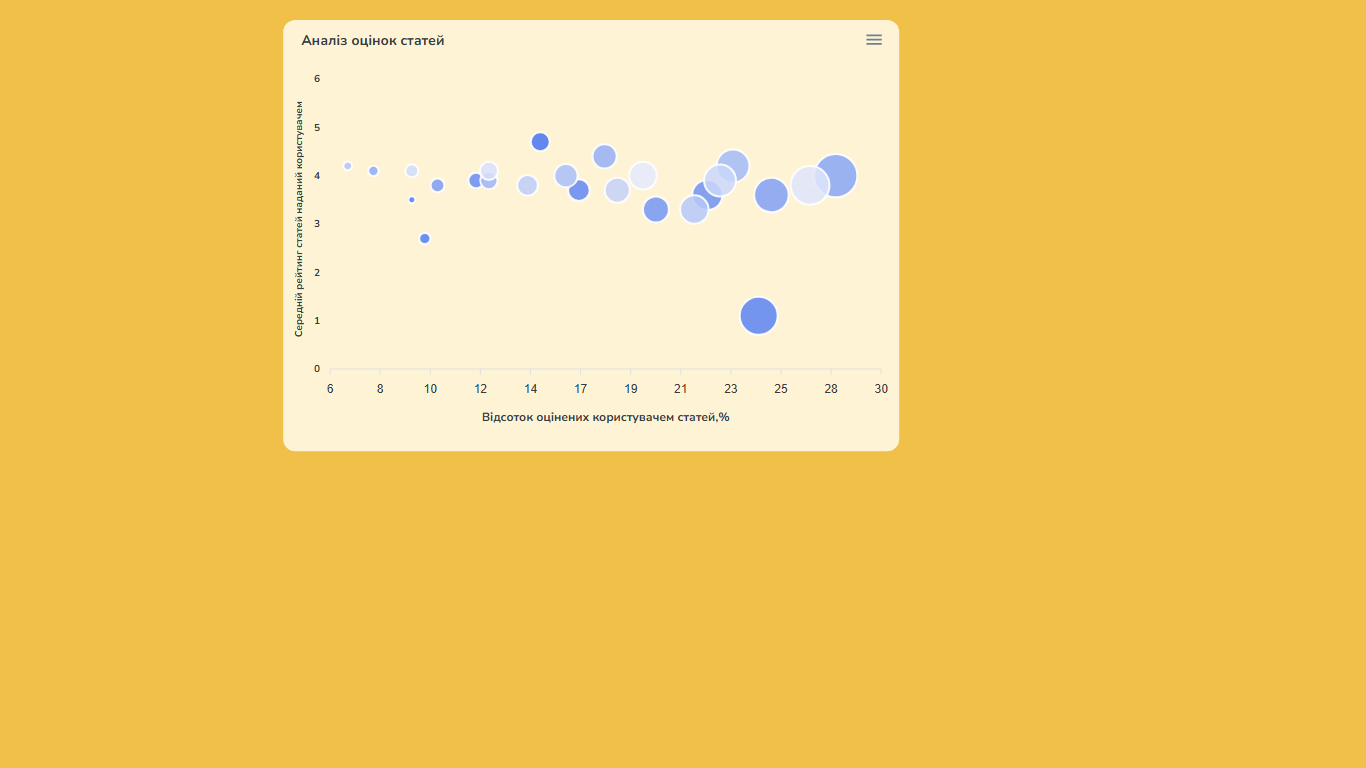 Аналіз оцінок статей
Середній рейтинг статей наданий користувачем
6
5
4
3
2
1
0
6 8 10 12 14 17 19 21 23 25 28 30
Відсоток оцінених користувачем статей,%